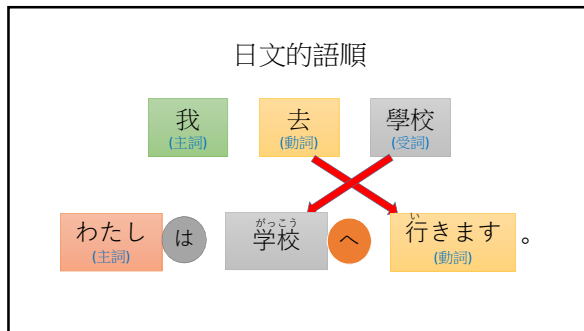 日文的語順
我 去 學校
(主詞) (動詞) (受詞)
がっこう い
わたし は 学校 へ 行きます 。
(主詞) (動詞)